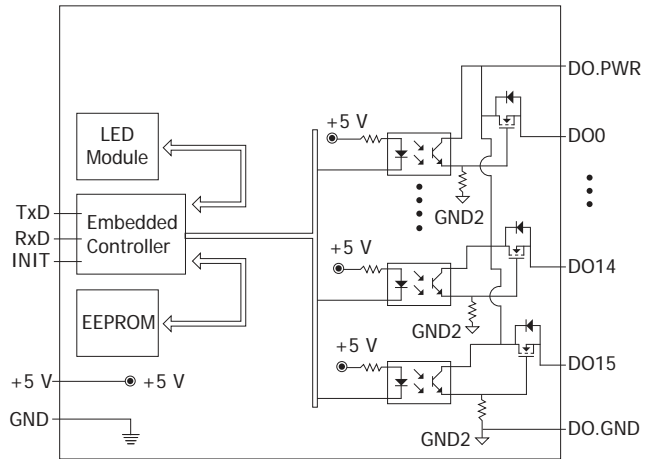 DO.PWR
+5 V
LED
Module
DO0
TxD
RxD
INIT
Embedded
Controller
GND2
+5 V
DO14
EEPROM
GND2
+5 V
+5 V
+5 V
DO15
GND
GND2
DO.GND